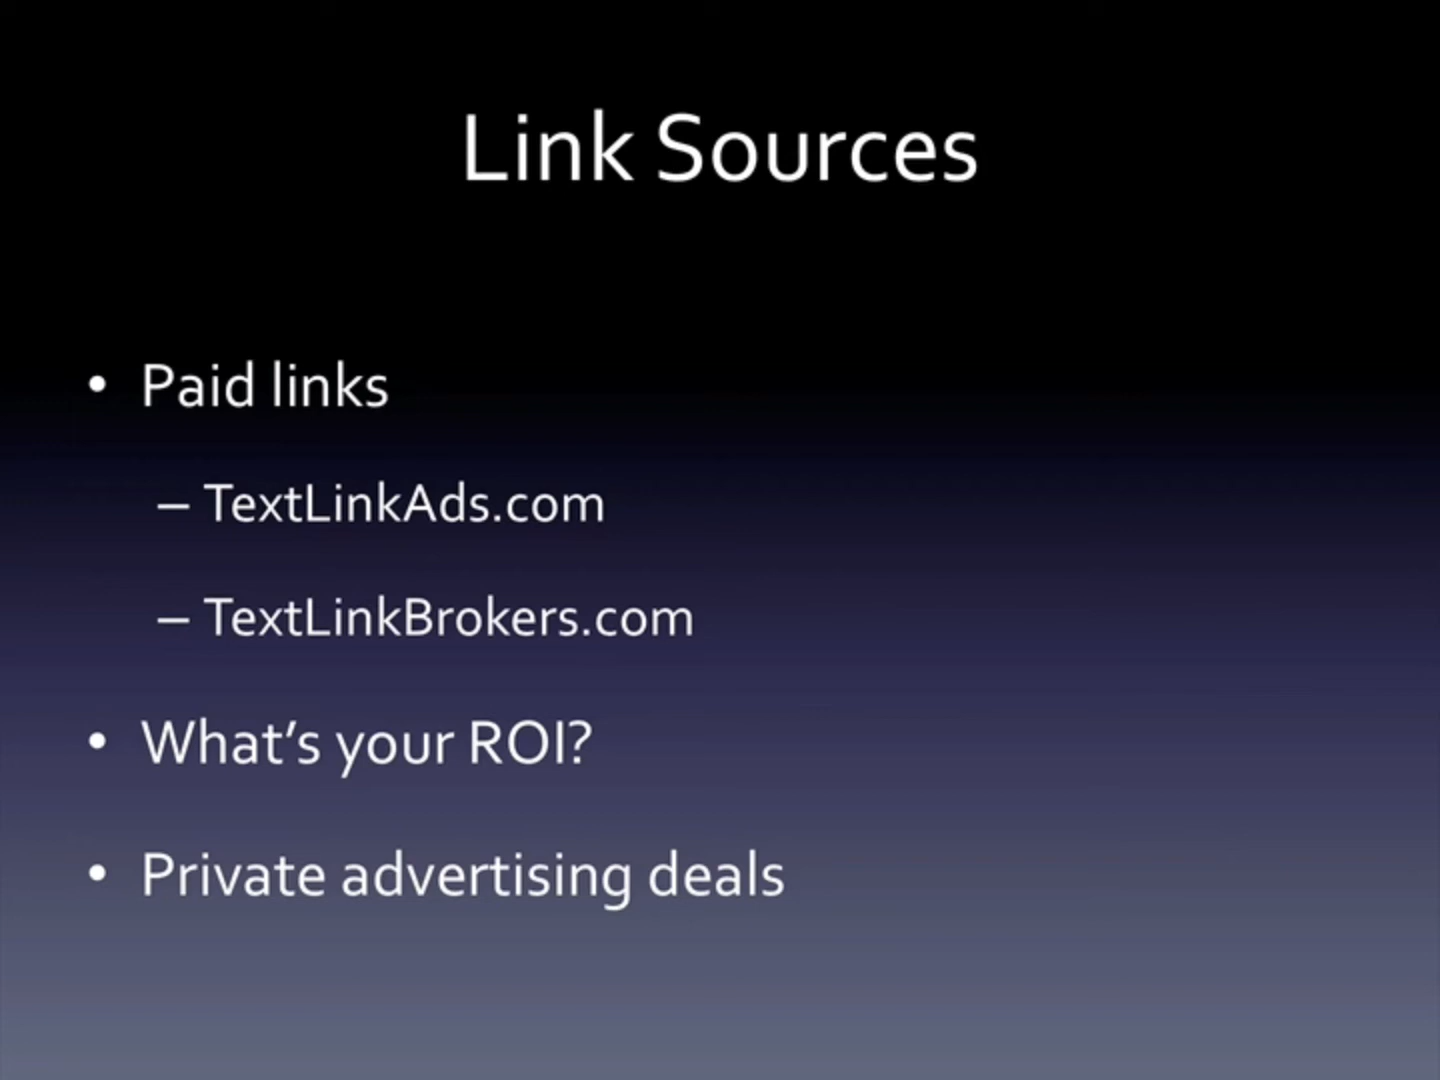 Link Sources
• Paid links
– TextLinkAds.com
– TextLinkBrokers.com
• What’s your ROI?
• Private advertising deals